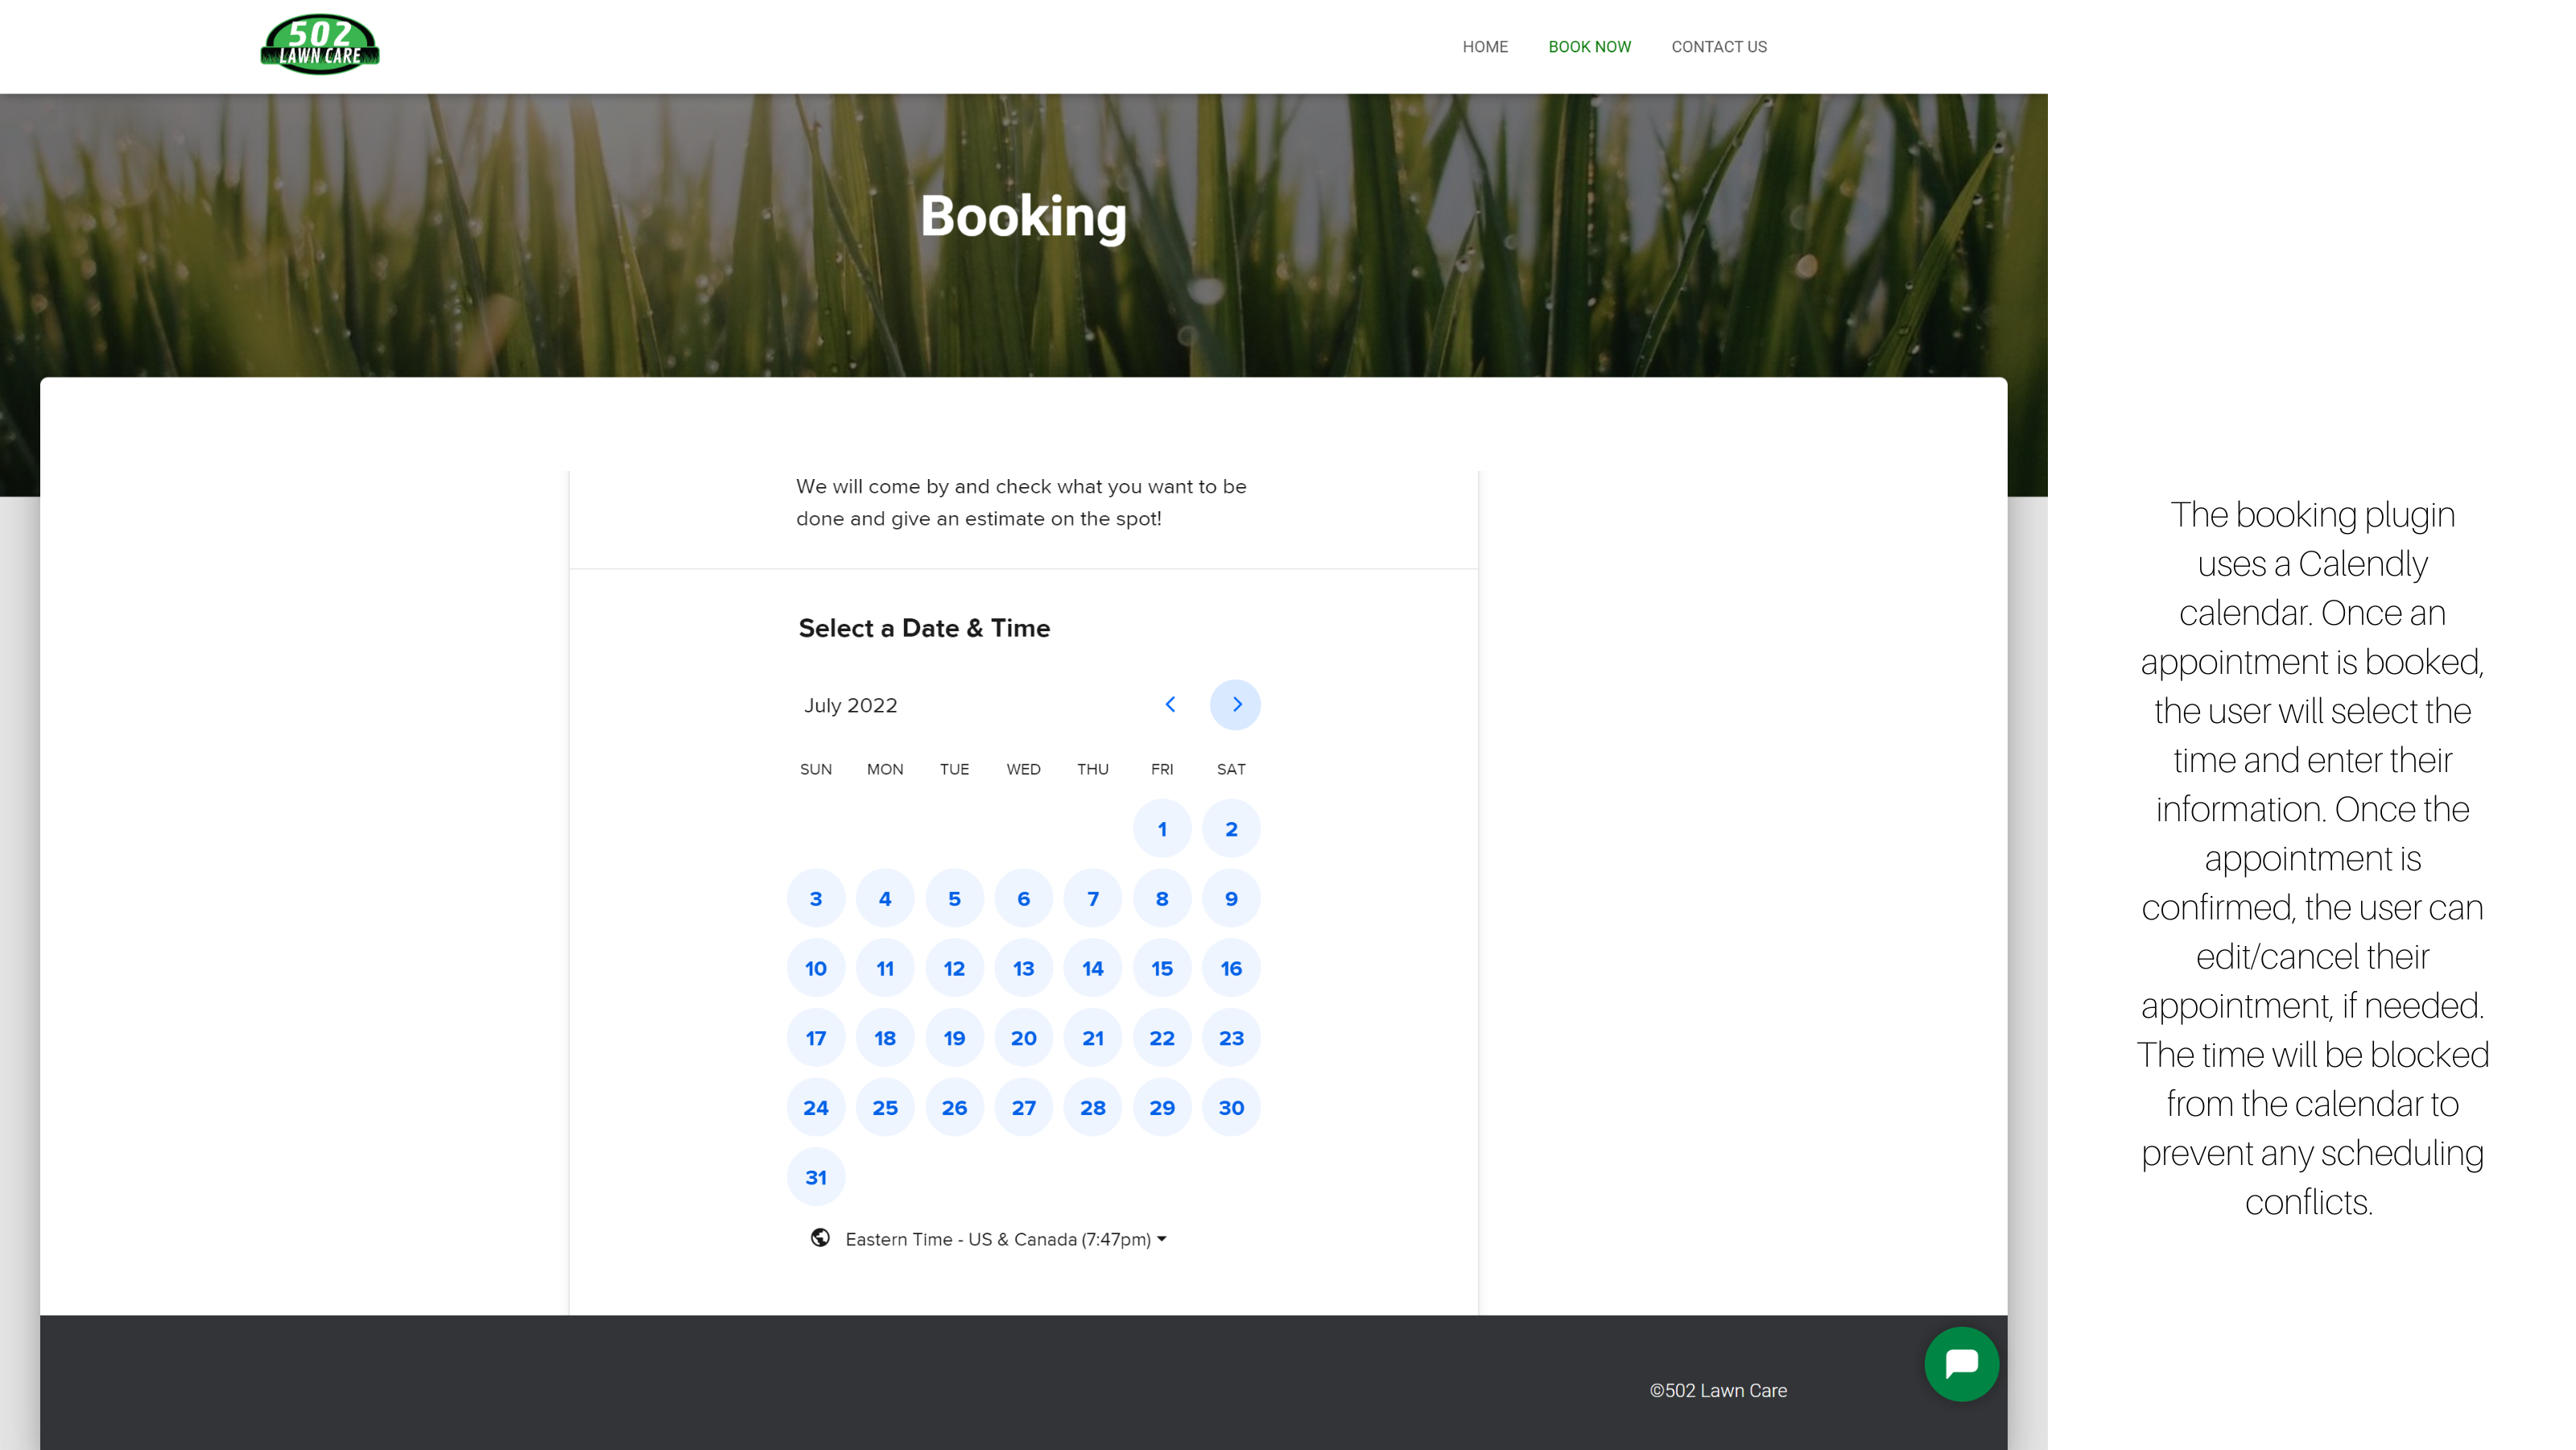 502
LAWN CARE
HOME BOOK NOW CONTACT US
Booking
We will come by and check what you want to be
done and give an estimate on the spot!
Select a Date & Time
July 2022
SUN MON TUE WED THU FRI SAT
1 2
3 4 5 6 7 8 9
10 11 12 13 14 15 16
17 18 19 20 21 22 23
24 25 26 27 28 29 30
31
Eastern Time - US & Canada (7:47pm)
©502 Lawn Care
The booking plugin
uses a Calendly
calendar. Once an
appointment is booked,
the user will select the
time and enter their
information. Once the
appointment is
confirmed, the user can
edit/cancel their
appointment, if needed.
The time will be blocked
from the calendar to
prevent any scheduling
conflicts.